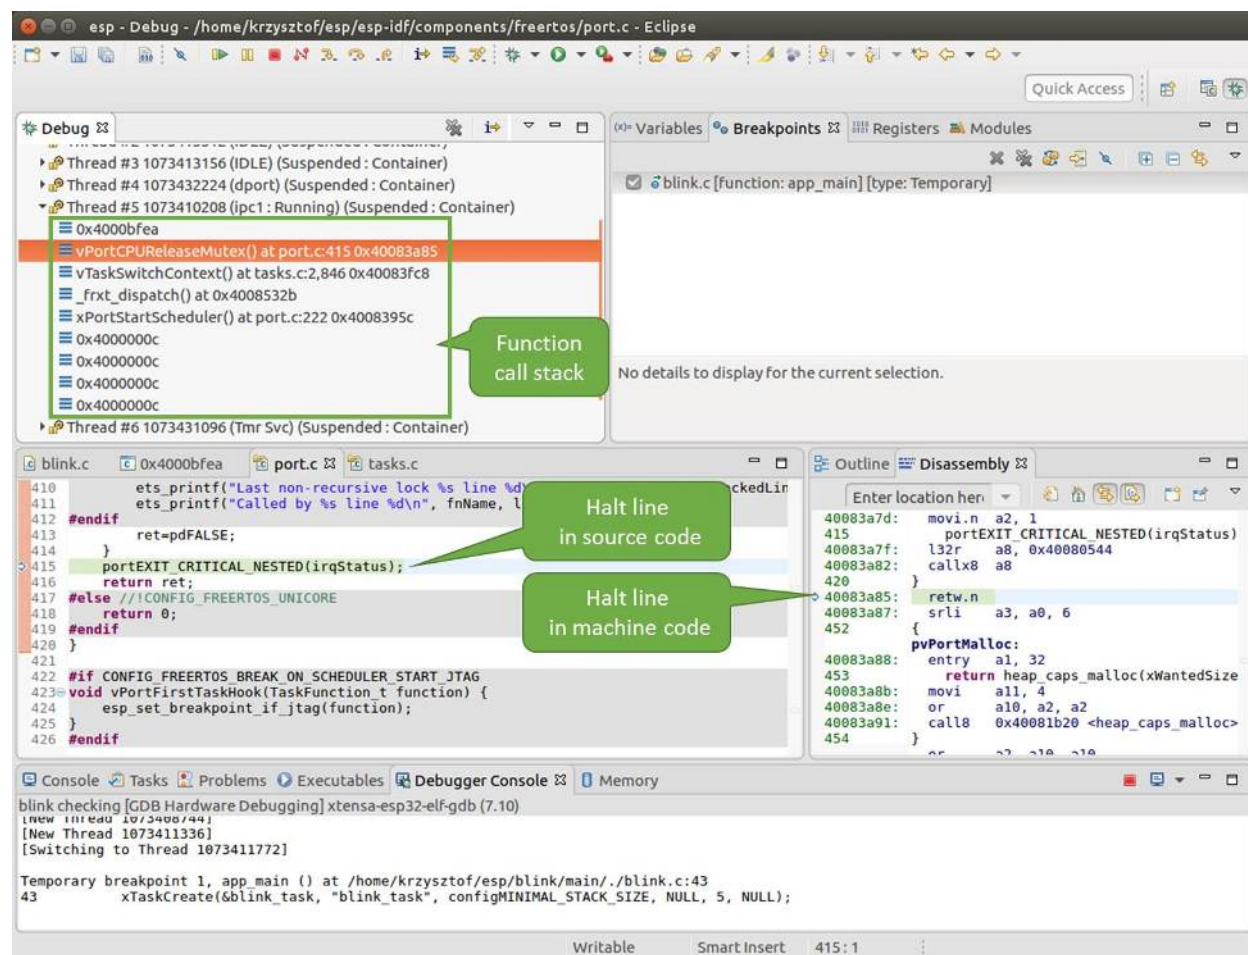 esp - Debug - /home/krzysztof/esp/esp-idf/components/freertos/port.c - Eclipse
Quick Access
Debug
Thread #3 1073413156 (IDLE) (Suspended : Container)
Thread #4 1073432224 (dport) (Suspended : Container)
Thread #5 1073410208 (ipc1 : Running) (Suspended : Container)
0x4000bfea
vPortCPUReleaseMutex() at port.c:415 0x40083a85
vTaskSwitchContext() at tasks.c:2,846 0x40083fc8
_frxt_dispatch() at 0x4008532b
xPortStartScheduler() at port.c:222 0x4008395c
0x4000000c
0x4000000c
0x4000000c
0x4000000c
Thread #6 1073431096 (Tmr Svc) (Suspended : Container)
Function
call stack
(x)= Variables Breakpoints Registers Modules
blink.c [function: app_main] [type: Temporary]
No details to display for the current selection.
blink.c 0x4000bfea port.c tasks.c
410 ets_printf("Last non-recursive lock %s line %d\ ckedLin
411 ets_printf("Called by %s line %d\n", fnName, l
412 #endif
413 ret=pdFALSE;
414 }
415 portEXIT_CRITICAL_NESTED(irqStatus);
416 return ret;
417 #else //!CONFIG_FREERTOS_UNICORE
418 return 0;
419 #endif
420 }
421
422 #if CONFIG_FREERTOS_BREAK_ON_SCHEDULER_START_JTAG
423 void vPortFirstTaskHook(TaskFunction_t function) {
424 esp_set_breakpoint_if_jtag(function);
425 }
426 #endif
Halt line
in source code
Halt line
in machine code
Outline Disassembly
Enter location her
40083a7d: movi.n a2, 1
415 portEXIT_CRITICAL_NESTED(irqStatus)
40083a7f: l32r a8, 0x40080544
40083a82: callx8 a8
420 }
40083a85: retw.n
40083a87: srli a3, a0, 6
452 {
pvPortMalloc:
40083a88: entry a1, 32
453 return heap_caps_malloc(xWantedSize
40083a8b: movi a11, 4
40083a8e: or a10, a2, a2
40083a91: call8 0x40081b20 <heap_caps_malloc>
454 }
or a2, a10, a10
Console Tasks Problems Executables Debugger Console Memory
blink checking [GDB Hardware Debugging] xtensa-esp32-elf-gdb (7.10)
[New Thread 1073408744]
[New Thread 1073411336]
[Switching to Thread 1073411772]
Temporary breakpoint 1, app_main () at /home/krzysztof/esp/blink/main/./blink.c:43
43 xTaskCreate(&blink_task, "blink_task", configMINIMAL_STACK_SIZE, NULL, 5, NULL);
Writable Smart Insert 415 : 1